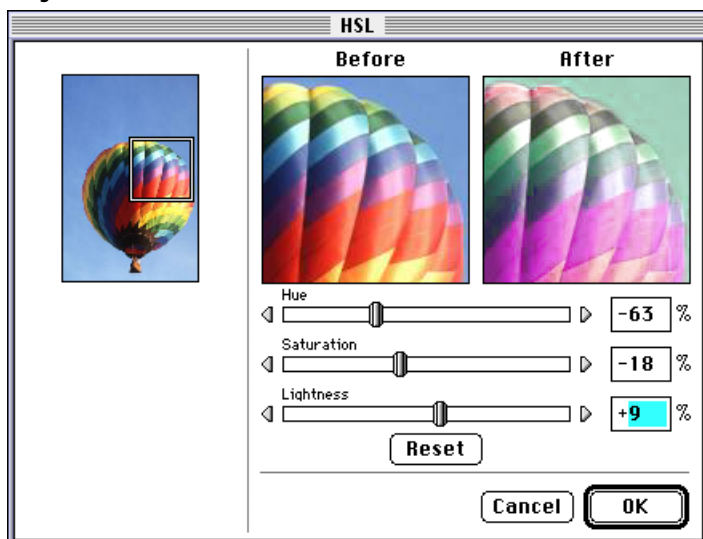 HSL
Before After
Hue
-63 %
Saturation
-18 %
Lightness
+9 %
Reset
Cancel OK